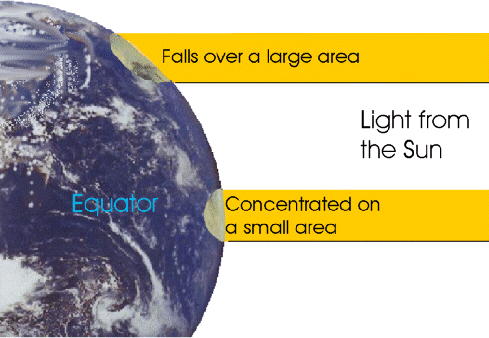 Falls over a large area
Light from
the Sun
Equator
Concentrated on
a small area